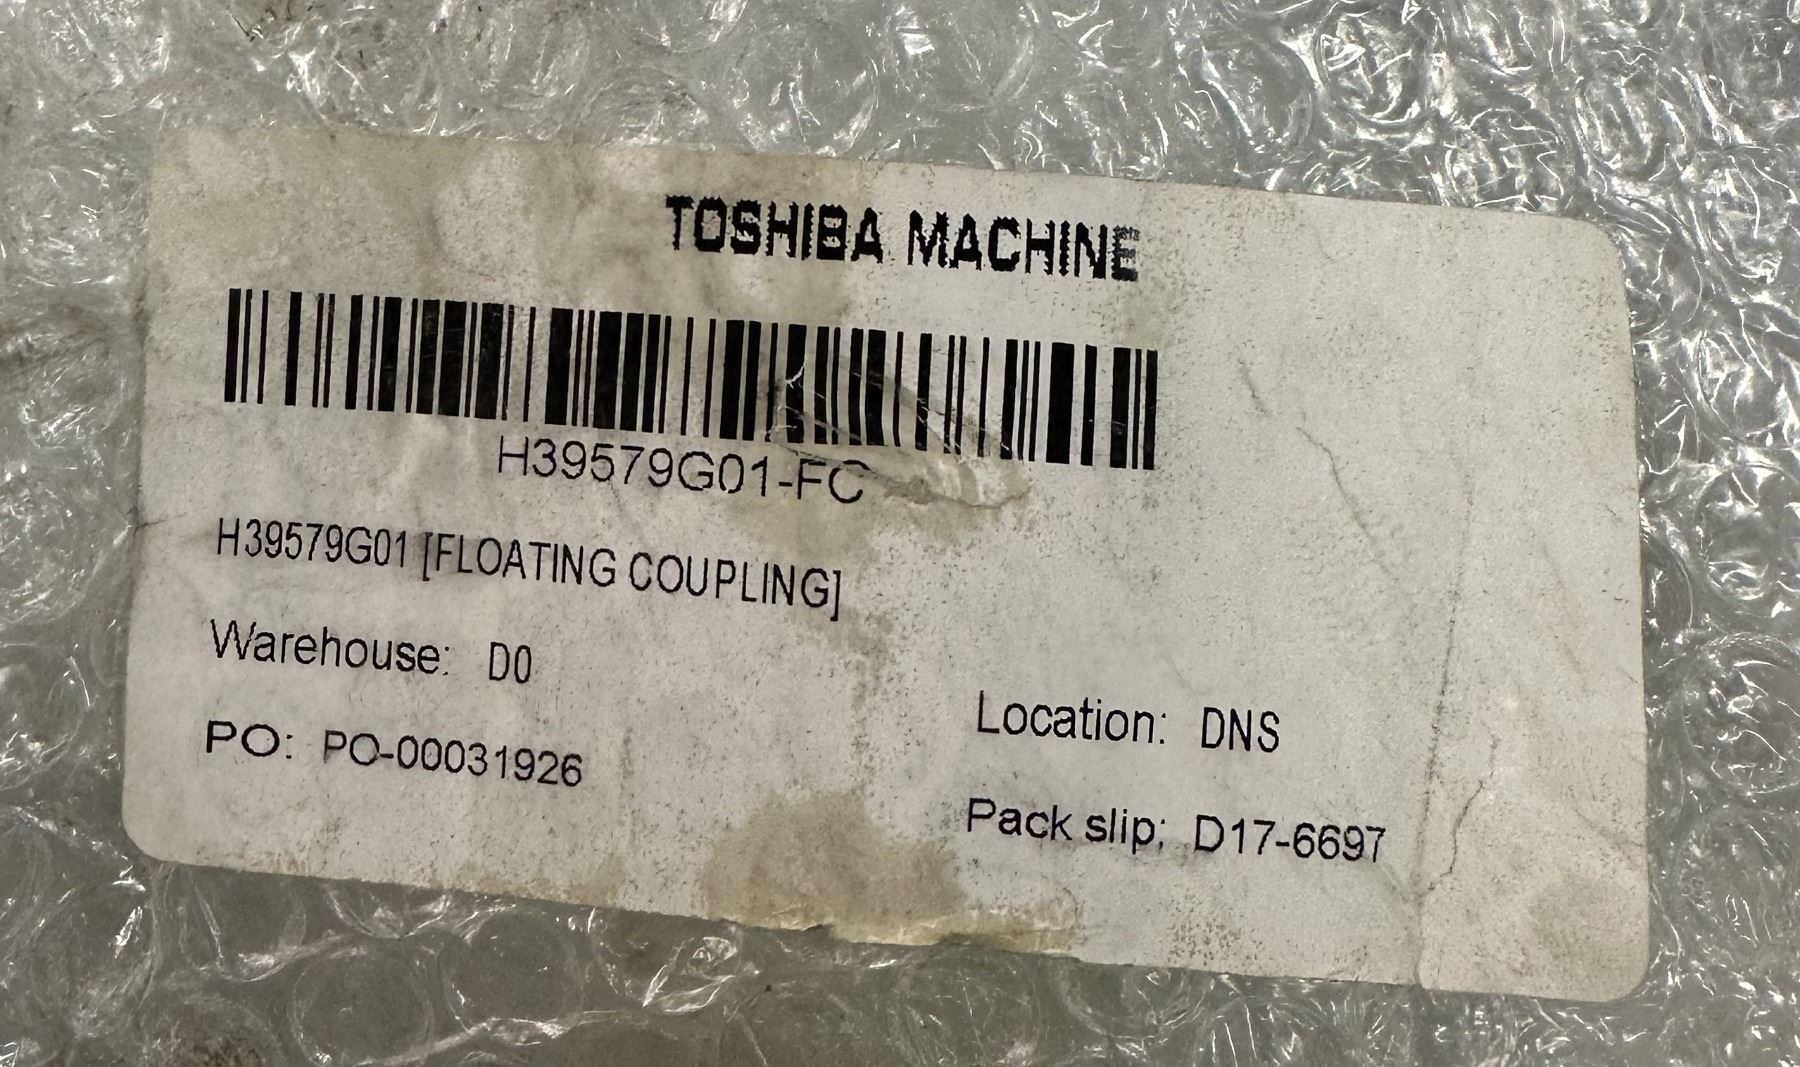 TOSHIBA MACHINE
H39579G01-FC
H39579G01 [FLOATING COUPLING]
Warehouse: D0
Location: DNS
PO: PO-00031926
Pack slip: D17-6697